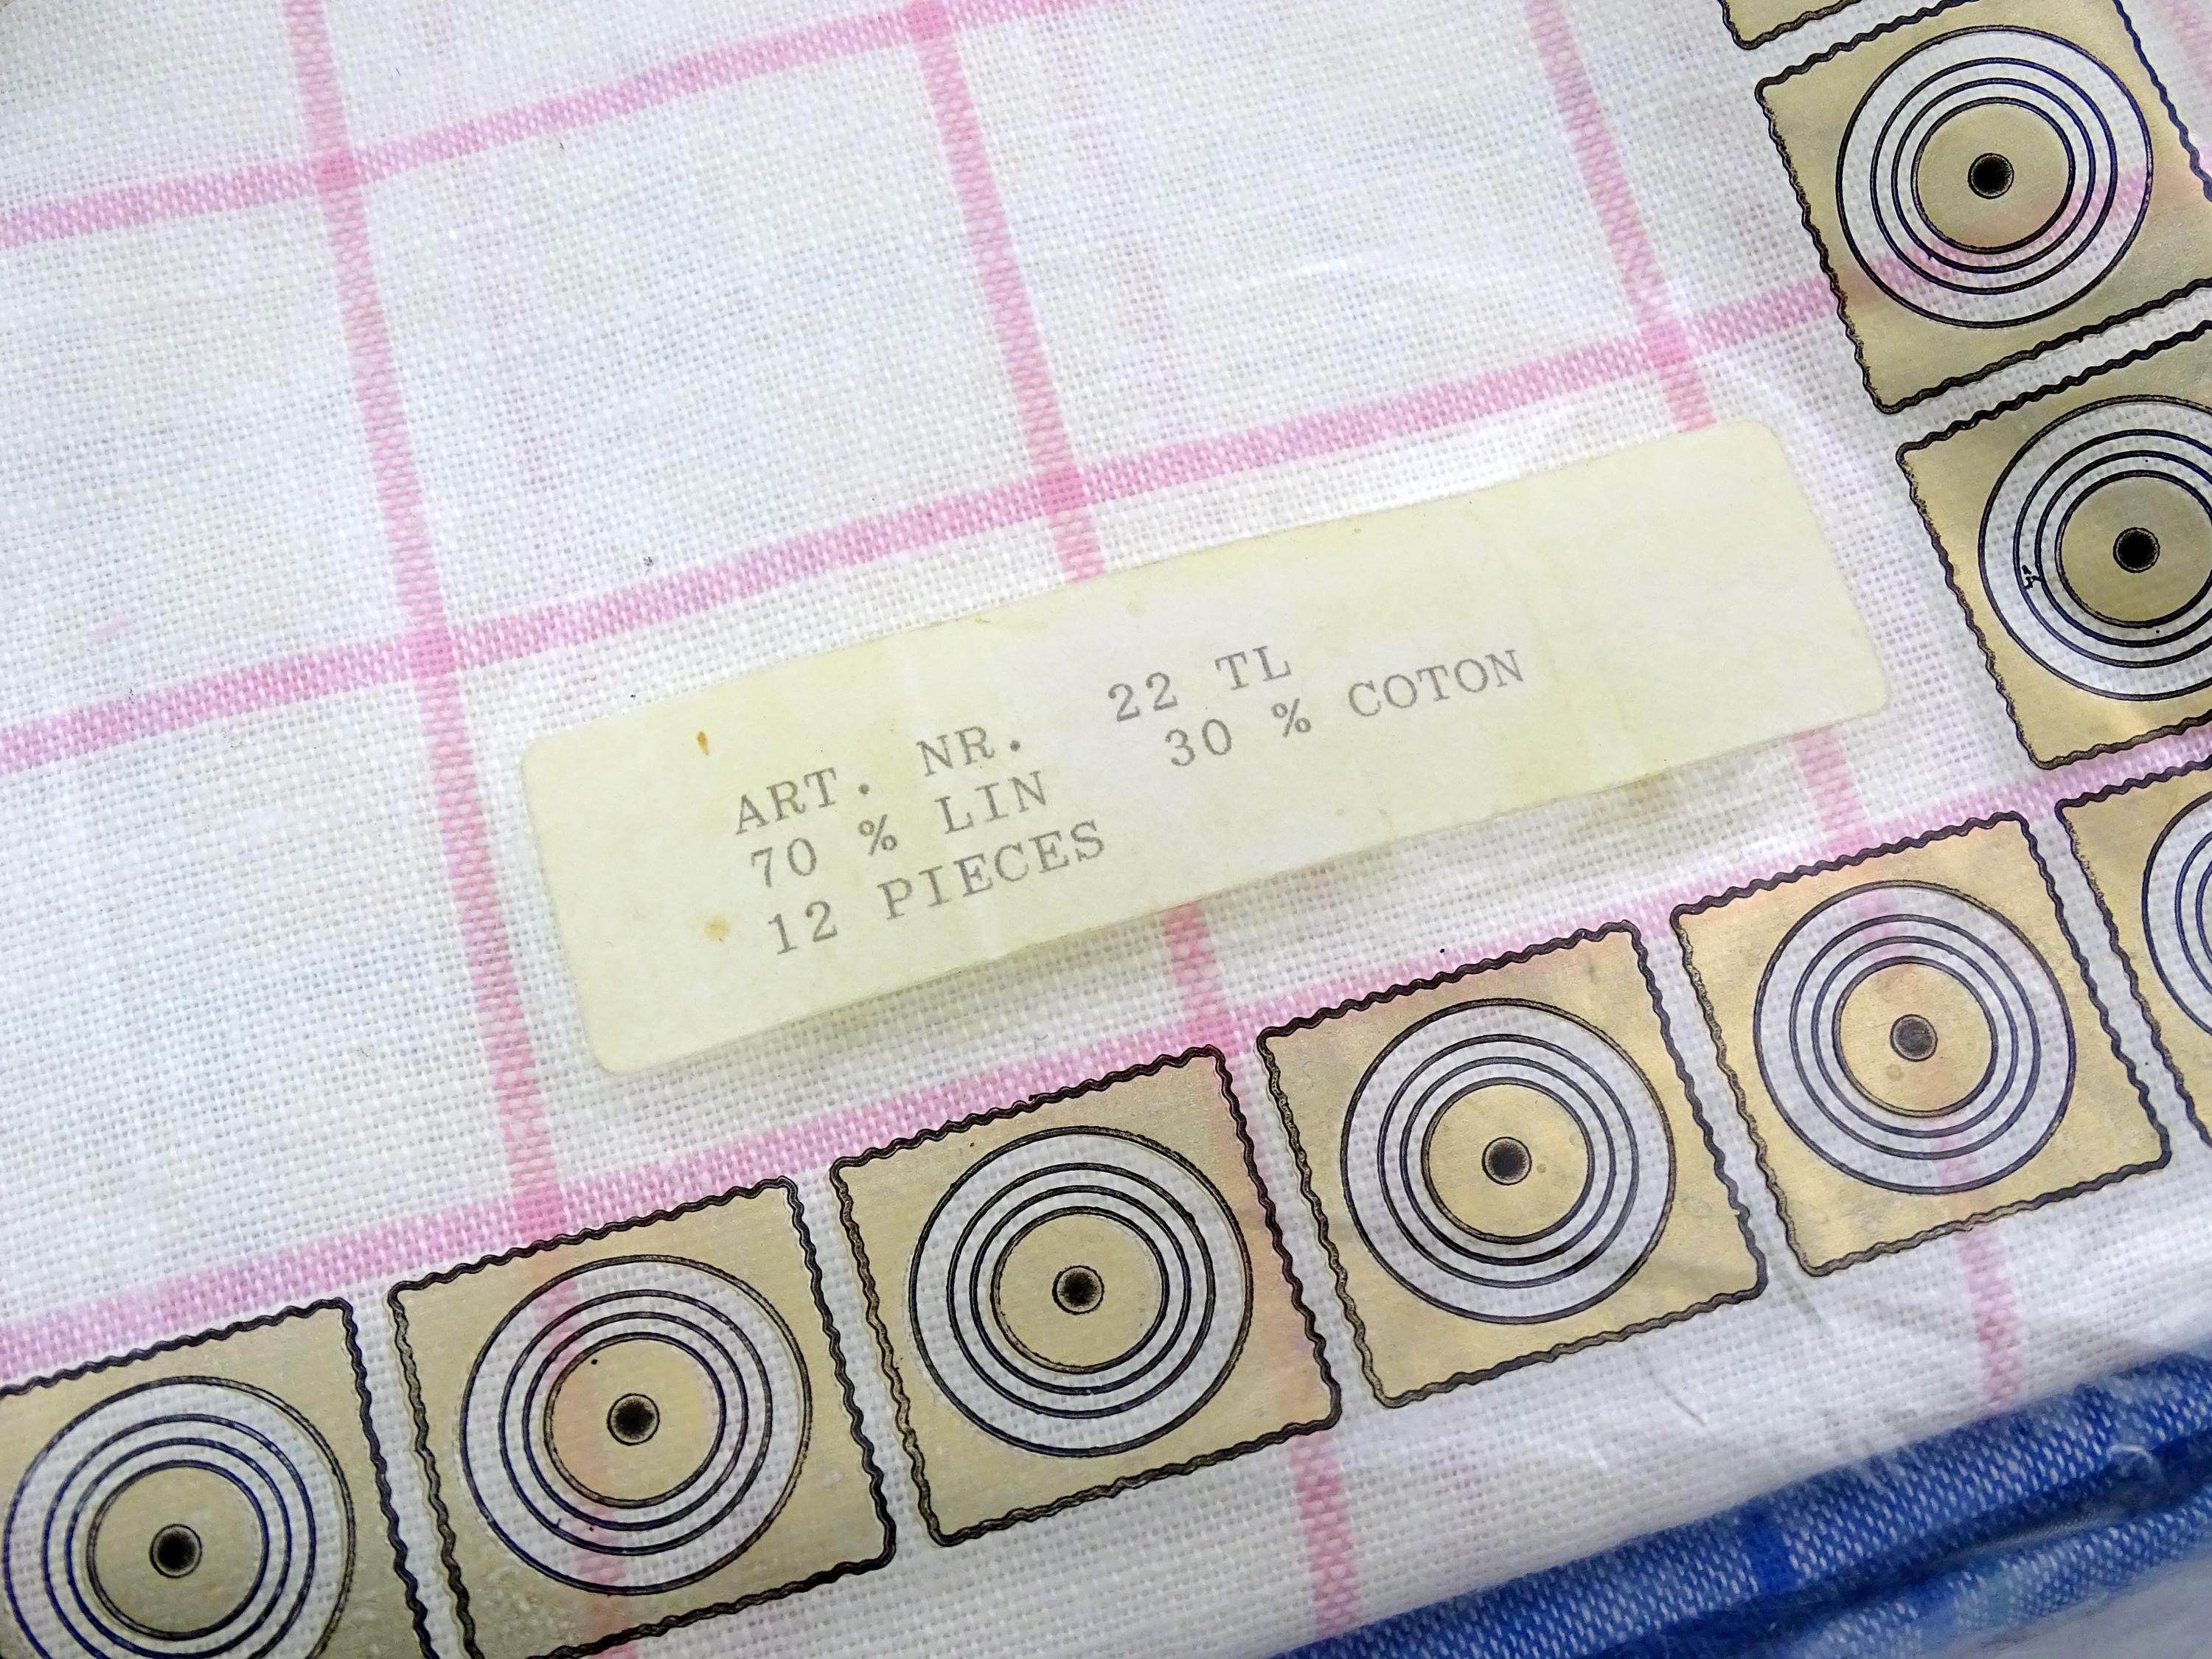 ART. NR. 22 TL
70 % LIN 30 % COTON
12 PIECES